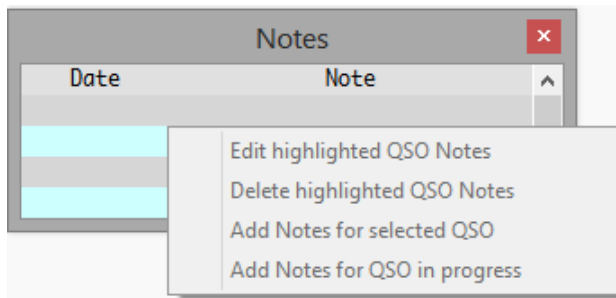 Notes
Date Note
Edit highlighted QSO Notes
Delete highlighted QSO Notes
Add Notes for selected QSO
Add Notes for QSO in progress